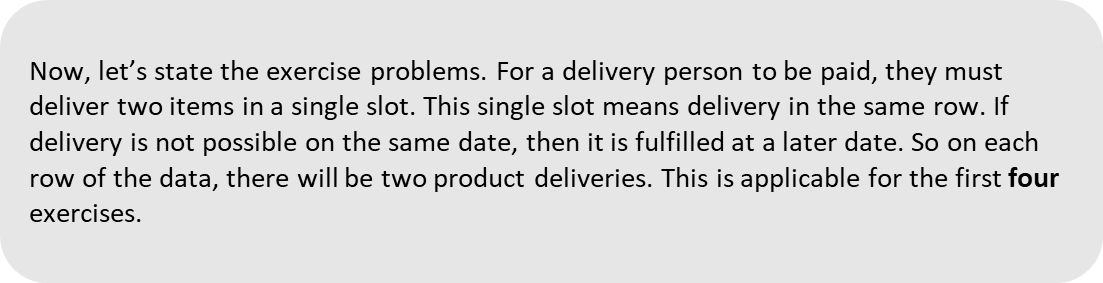 Now, let’s state the exercise problems. For a delivery person to be paid, they must
deliver two items in a single slot. This single slot means delivery in the same row. If
delivery is not possible on the same date, then it is fulfilled at a later date. So on each
row of the data, there will be two product deliveries. This is applicable for the first four
exercises.